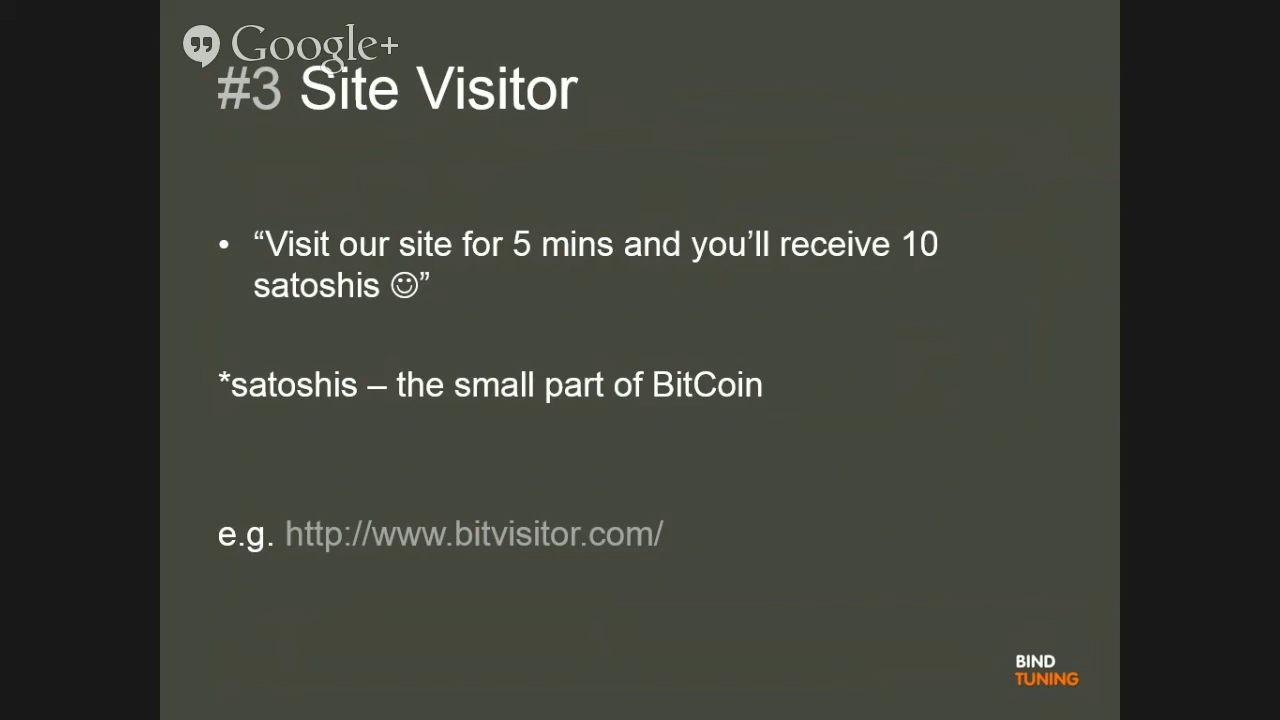 Google+
#3 Site Visitor
• “Visit our site for 5 mins and you’ll receive 10
satoshis ☺”
*satoshis – the small part of BitCoin
e.g. http://www.bitvisitor.com/
BIND
TUNING